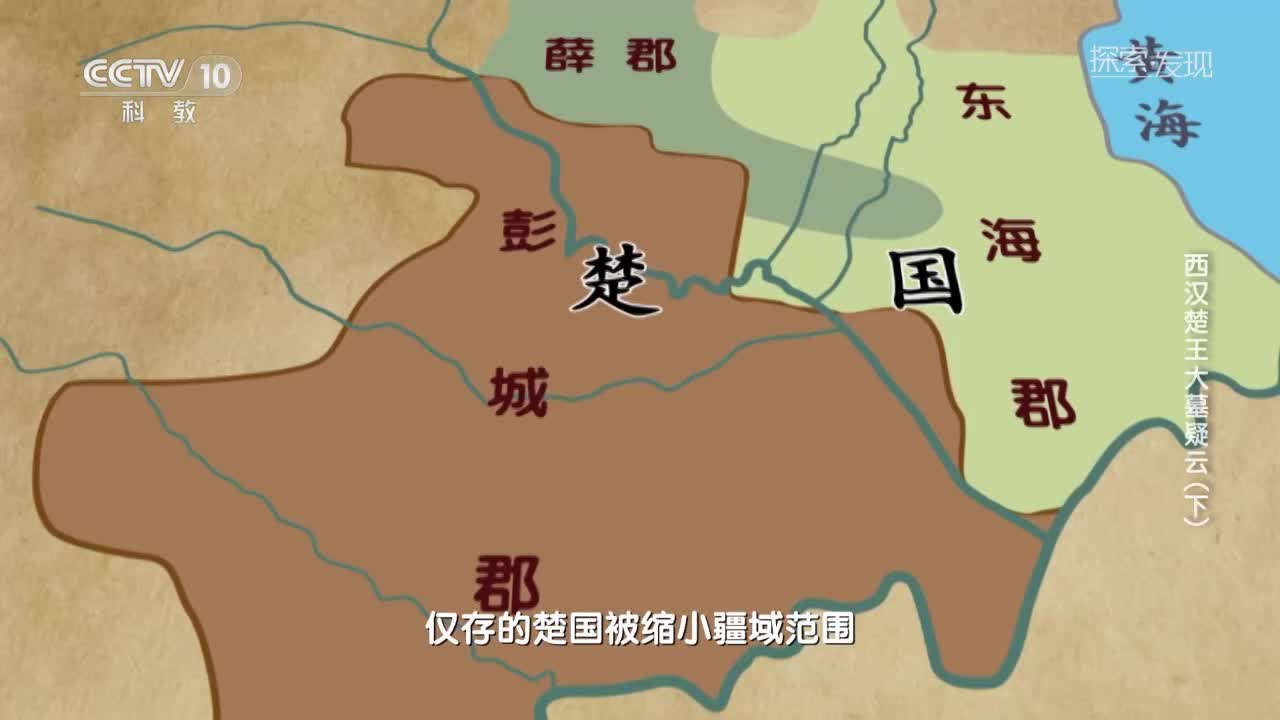 CCTV 10
科教
探索发现
薛郡
东海郡
黄海
彭城郡
楚国
西汉楚王大墓疑云(下)
仅存的楚国被缩小疆域范围